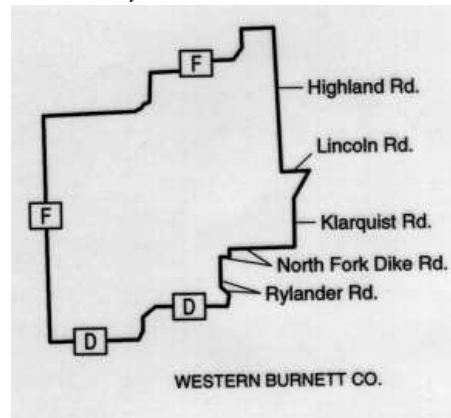 F
Highland Rd.
Lincoln Rd.
F
Klarquist Rd.
North Fork Dike Rd.
Rylander Rd.
D
D
WESTERN BURNETT CO.